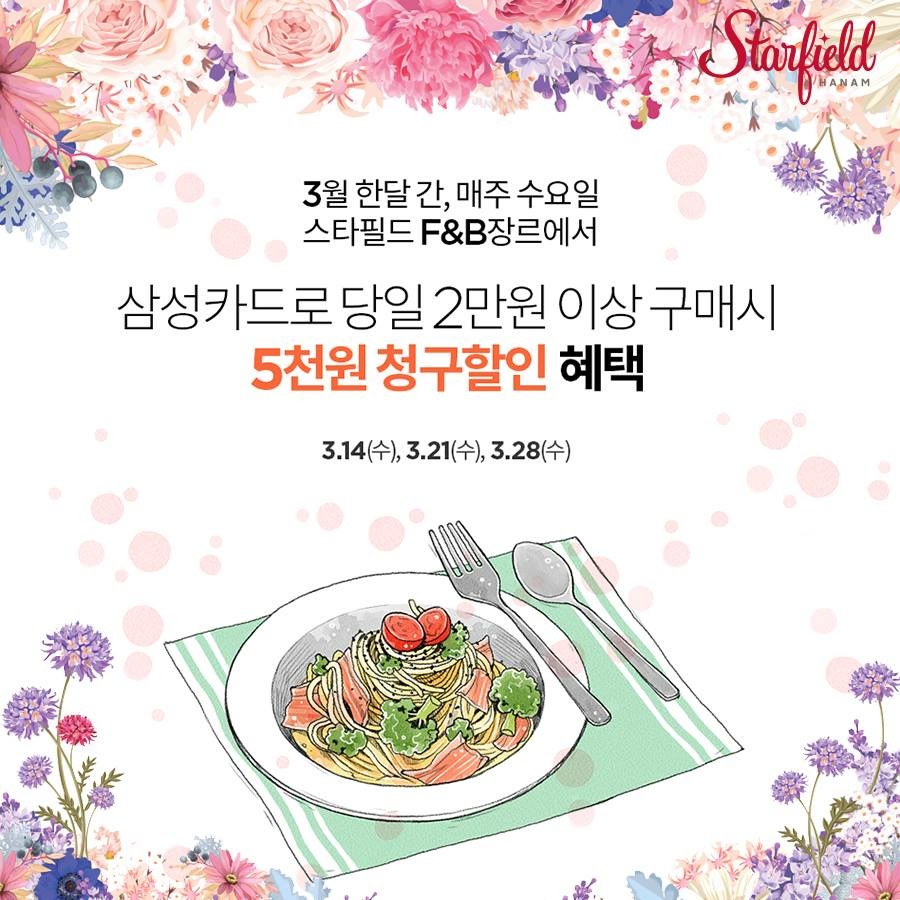 Starfield
HANAM
3월 한달 간, 매주 수요일
스타필드 F&B장르에서
삼성카드로 당일 2만원 이상 구매시
5천원 청구할인 혜택
3.14(수), 3.21(수), 3.28(수)